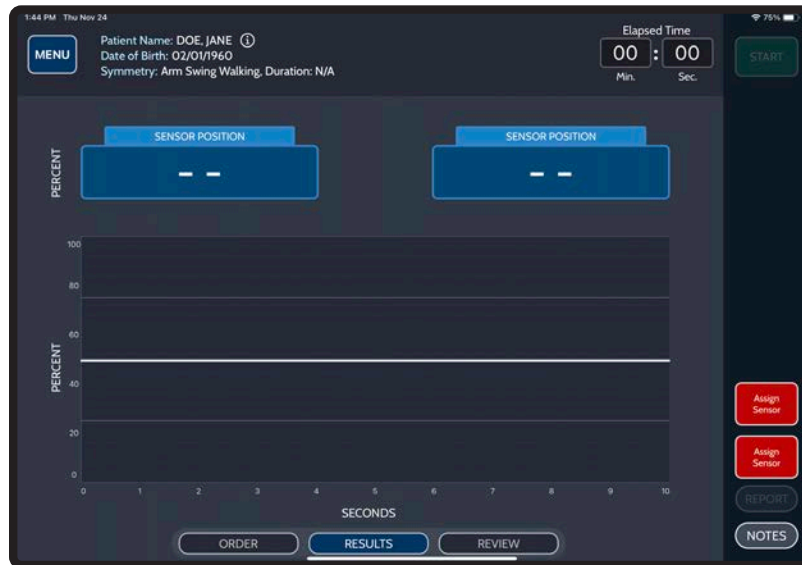 1:44 PM Thu Nov 24
75%
MENU
Patient Name: DOE, JANE
Date of Birth: 02/01/1960
Symmetry: Arm Swing Walking, Duration: N/A
Elapsed Time
00 : 00
Min. Sec.
START
SENSOR POSITION
SENSOR POSITION
PERCENT
– –
– –
PERCENT
100
80
60
40
20
0
0 1 2 3 4 5 6 7 8 9 10
SECONDS
Assign
Sensor
Assign
Sensor
REPORT
NOTES
ORDER
RESULTS
REVIEW